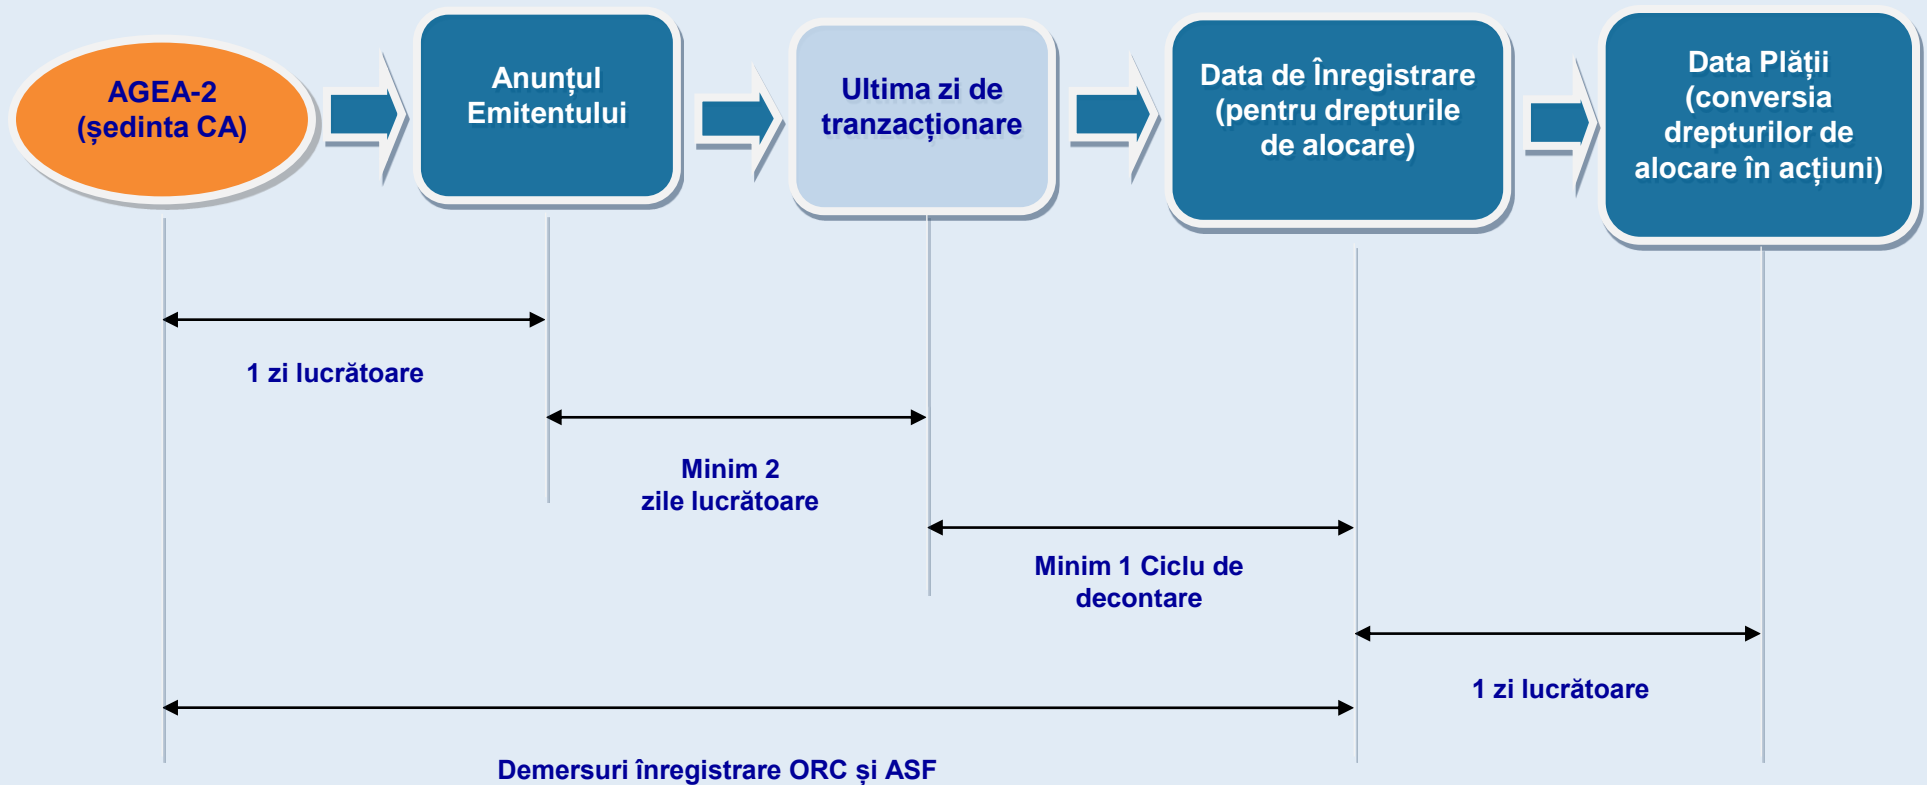 AGEA-2
(ședinta CA)
Anunțul
Emitentului
Ultima zi de
tranzacționare
Data de Înregistrare
(pentru drepturile
de alocare)
Data Plății
(conversia
drepturilor de
alocare în acțiuni)
1 zi lucrătoare
Minim 2
zile lucrătoare
Minim 1 Ciclu de
decontare
1 zi lucrătoare
Demersuri înregistrare ORC și ASF